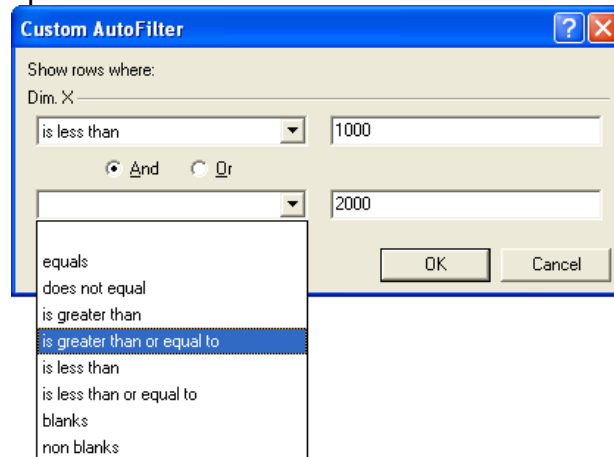 Custom AutoFilter
Show rows where:
Dim. X
is less than 1000
And Or
2000
equals
does not equal
is greater than
is greater than or equal to
is less than
is less than or equal to
blanks
non blanks
OK Cancel